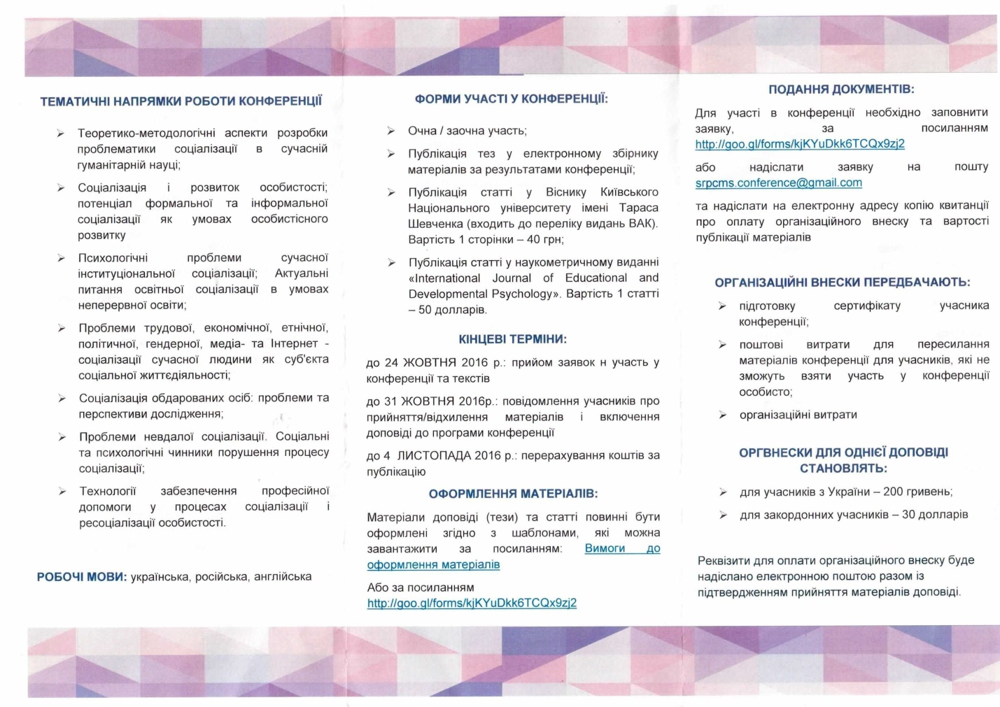 ТЕМАТИЧНІ НАПРЯМКИ РОБОТИ КОНФЕРЕНЦІЇ
➢ Теоретико-методологічні аспекти розробки
проблематики соціалізації в сучасній
гуманітарній науці;
➢ Соціалізація і розвиток особистості;
потенціал формальної та інформальної
соціалізації як умовах особистісного
розвитку
➢ Психологічні проблеми сучасної
інституціональної соціалізації; Актуальні
питання освітньої соціалізації в умовах
неперервної освіти;
➢ Проблеми трудової, економічної, етнічної,
політичної, гендерної, медіа- та Інтернет -
соціалізації сучасної людини як суб'єкта
соціальної життєдіяльності;
➢ Соціалізація обдарованих осіб: проблеми та
перспективи дослідження;
➢ Проблеми невдалої соціалізації. Соціальні
та психологічні чинники порушення процесу
соціалізації;
➢ Технології забезпечення професійної
допомоги у процесах соціалізації і
ресоціалізації особистості.
РОБОЧІ МОВИ: українська, російська, англійська
ФОРМИ УЧАСТІ У КОНФЕРЕНЦІЇ:
➢ Очна / заочна участь;
➢ Публікація тез у електронному збірнику
матеріалів за результатами конференції;
➢ Публікація статті у Віснику Київського
Національного університету імені Тараса
Шевченка (входить до переліку видань ВАК).
Вартість 1 сторінки – 40 грн;
➢ Публікація статті у наукометричному виданні
«International Journal of Educational and
Developmental Psychology». Вартість 1 статті
– 50 долларів.
КІНЦЕВІ ТЕРМІНИ:
до 24 ЖОВТНЯ 2016 р.: прийом заявок н участь у
конференції та текстів
до 31 ЖОВТНЯ 2016р.: повідомлення учасників про
прийняття/відхилення матеріалів і включення
доповіді до програми конференції
до 4 ЛИСТОПАДА 2016 р.: перерахування коштів за
публікацію
ОФОРМЛЕННЯ МАТЕРІАЛІВ:
Матеріали доповіді (тези) та статті повинні бути
оформлені згідно з шаблонами, які можна
завантажити за посиланням: Вимоги до
оформлення матеріалів
Або за посиланням
http://goo.gl/forms/kjKYuDkk6TCQx9zj2
ПОДАННЯ ДОКУМЕНТІВ:
Для участі в конференції необхідно заповнити
заявку, за посиланням
http://goo.gl/forms/kjKYuDkk6TCQx9zj2
або надіслати заявку на пошту
srpcms.conference@gmail.com
та надіслати на електронну адресу копію квитанції
про оплату організаційного внеску та вартості
публікації матеріалів
ОРГАНІЗАЦІЙНІ ВНЕСКИ ПЕРЕДБАЧАЮТЬ:
➢ підготовку сертифікату учасника
конференції;
➢ поштові витрати для пересилання
матеріалів конференції для учасників, які не
зможуть взяти участь у конференції
особисто;
➢ організаційні витрати
ОРГВНЕСКИ ДЛЯ ОДНІЄЇ ДОПОВІДІ
СТАНОВЛЯТЬ:
➢ для учасників з України – 200 гривень;
➢ для закордонних учасників – 30 долларів
Реквізити для оплати організаційного внеску буде
надіслано електронною поштою разом із
підтвердженням прийняття матеріалів доповіді.